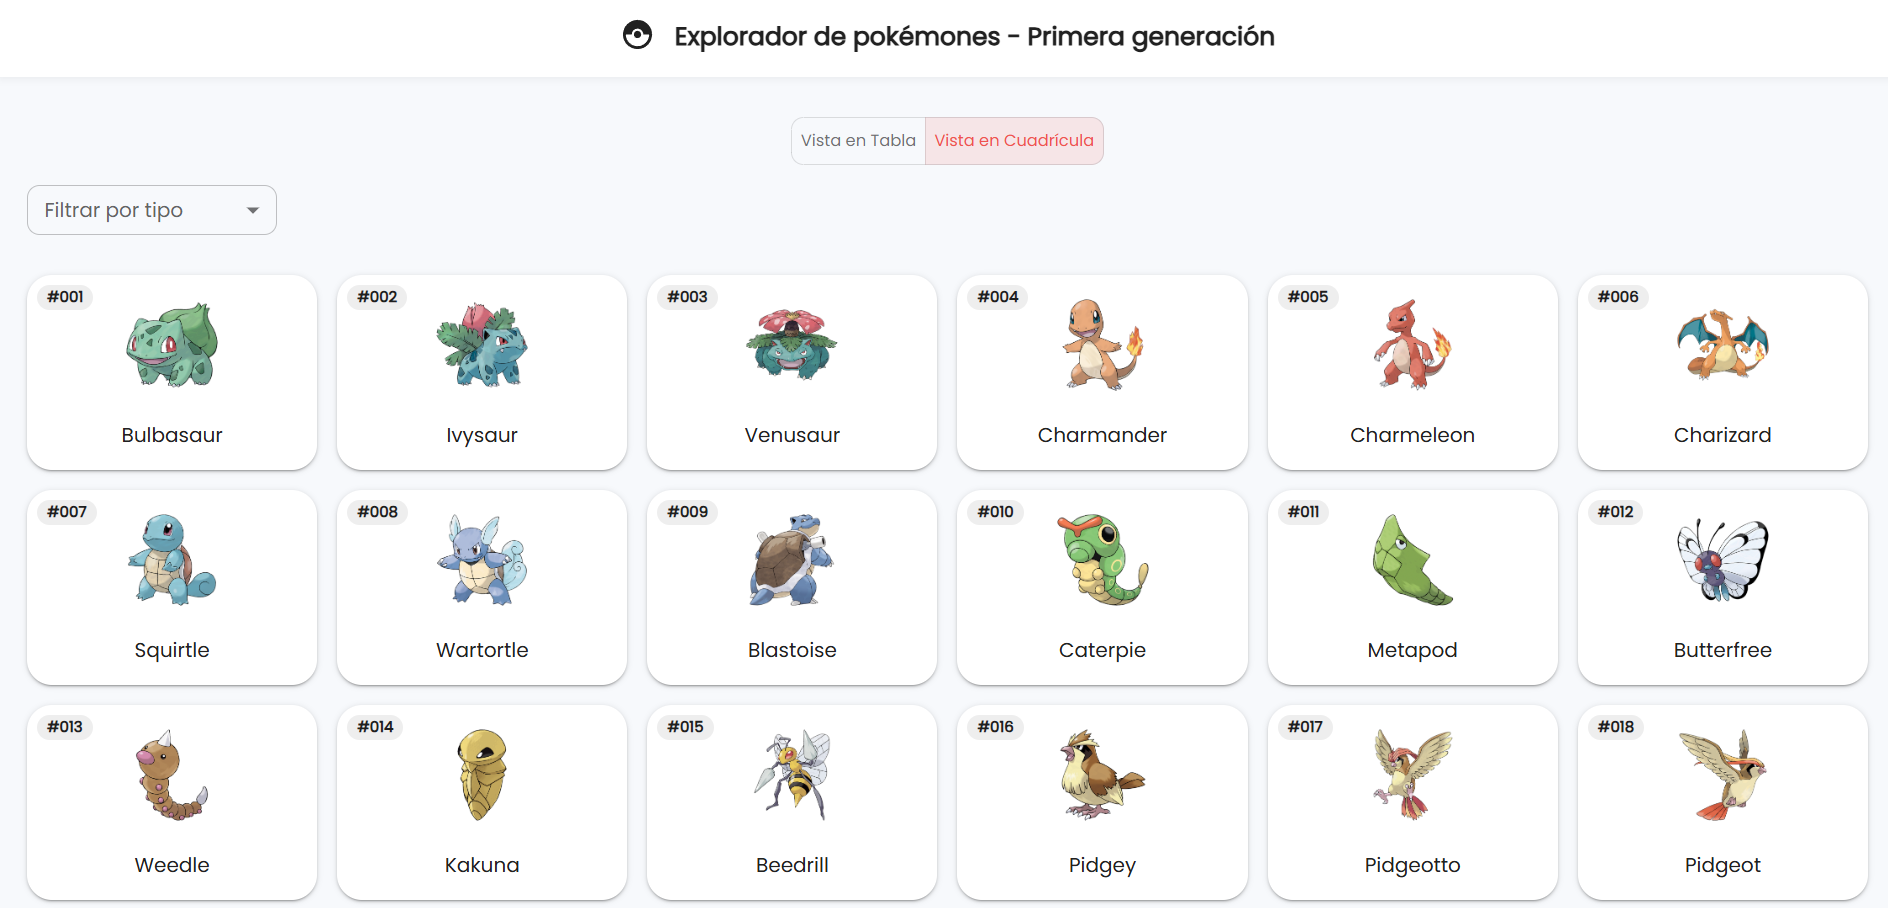 Explorador de pokémones - Primera generación
Vista en Tabla
Vista en Cuadrícula
Filtrar por tipo
#001
Bulbasaur
#002
Ivysaur
#003
Venusaur
#004
Charmander
#005
Charmeleon
#006
Charizard
#007
Squirtle
#008
Wartortle
#009
Blastoise
#010
Caterpie
#011
Metapod
#012
Butterfree
#013
Weedle
#014
Kakuna
#015
Beedrill
#016
Pidgey
#017
Pidgeotto
#018
Pidgeot